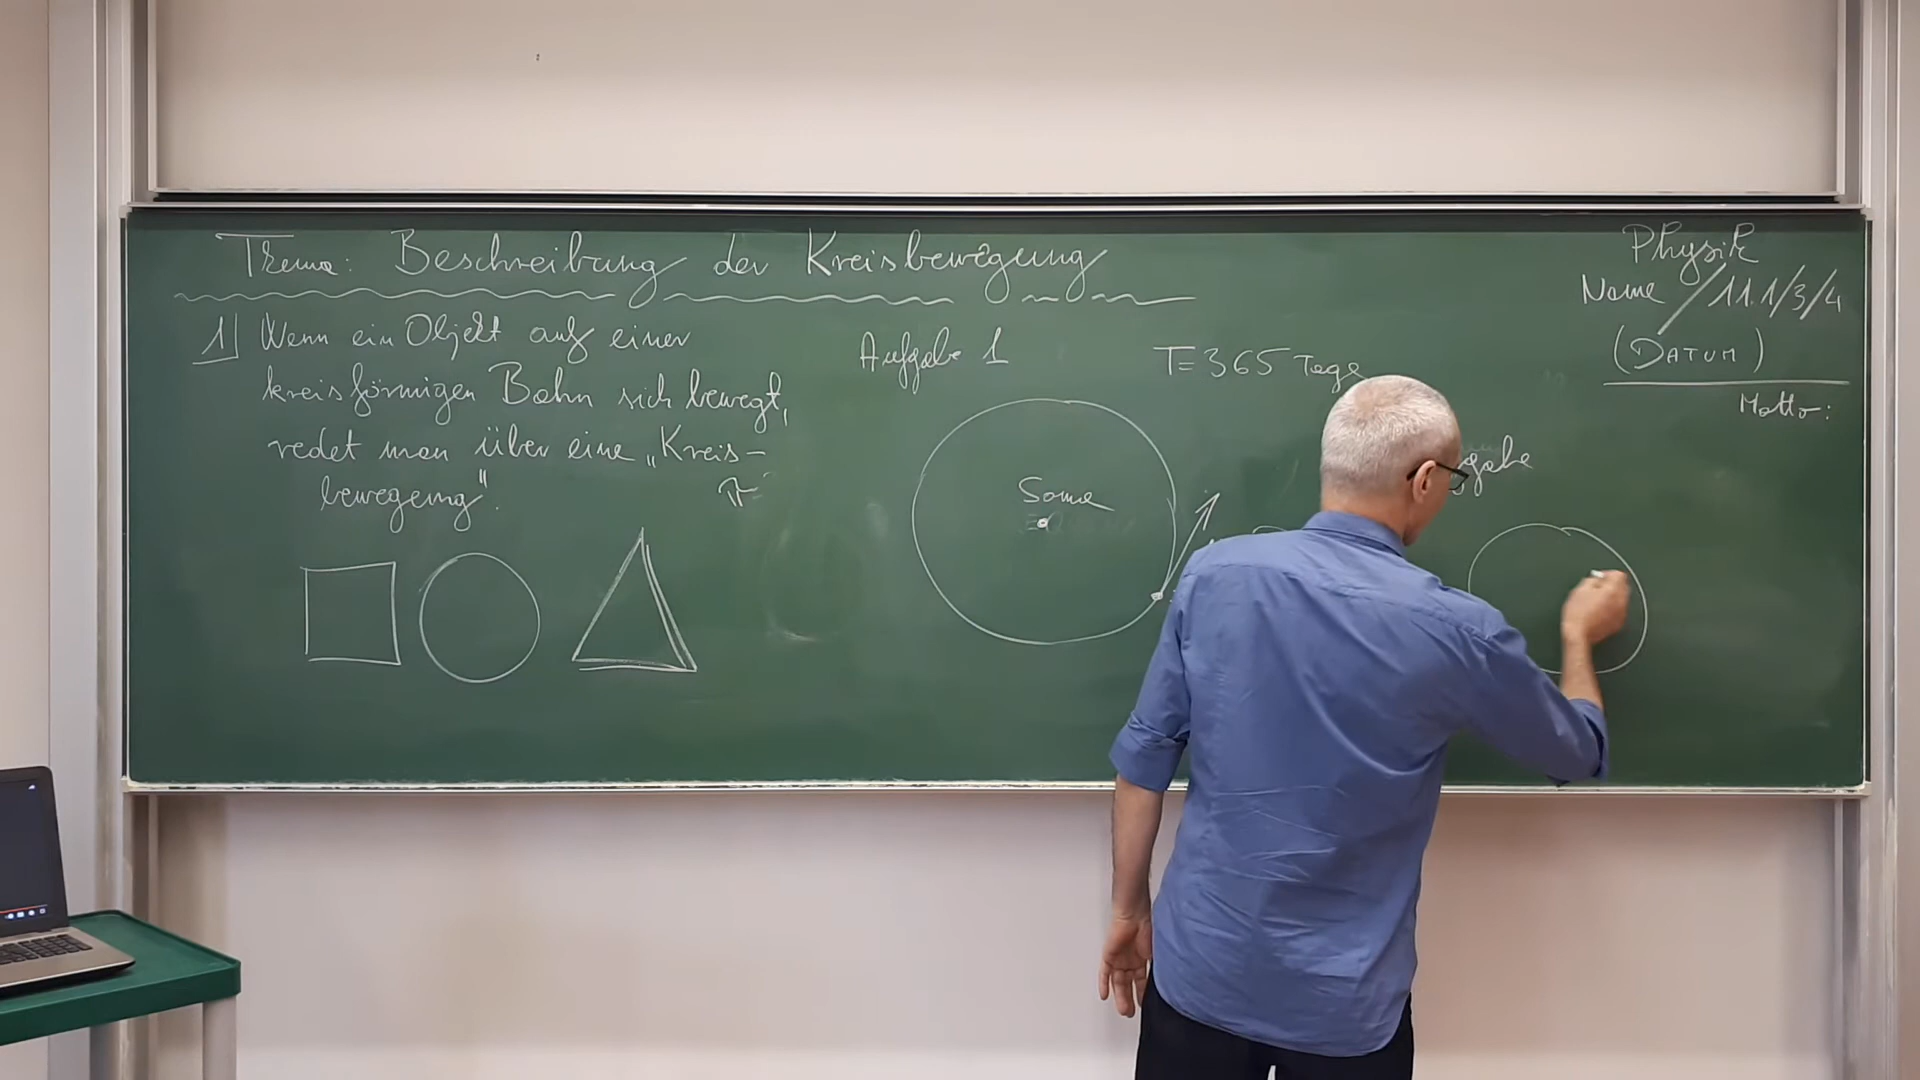 Thema: Beschreibung der Kreisbewegung
1) Wenn ein Objekt auf einer
kreisförmigen Bahn sich bewegt,
redet man über eine „Kreis-
bewegung".
Aufgabe 1
T=365 Tage
Sonne
gabe
Physik
Name / 11.1/3/4
(DATUM)
Motto: